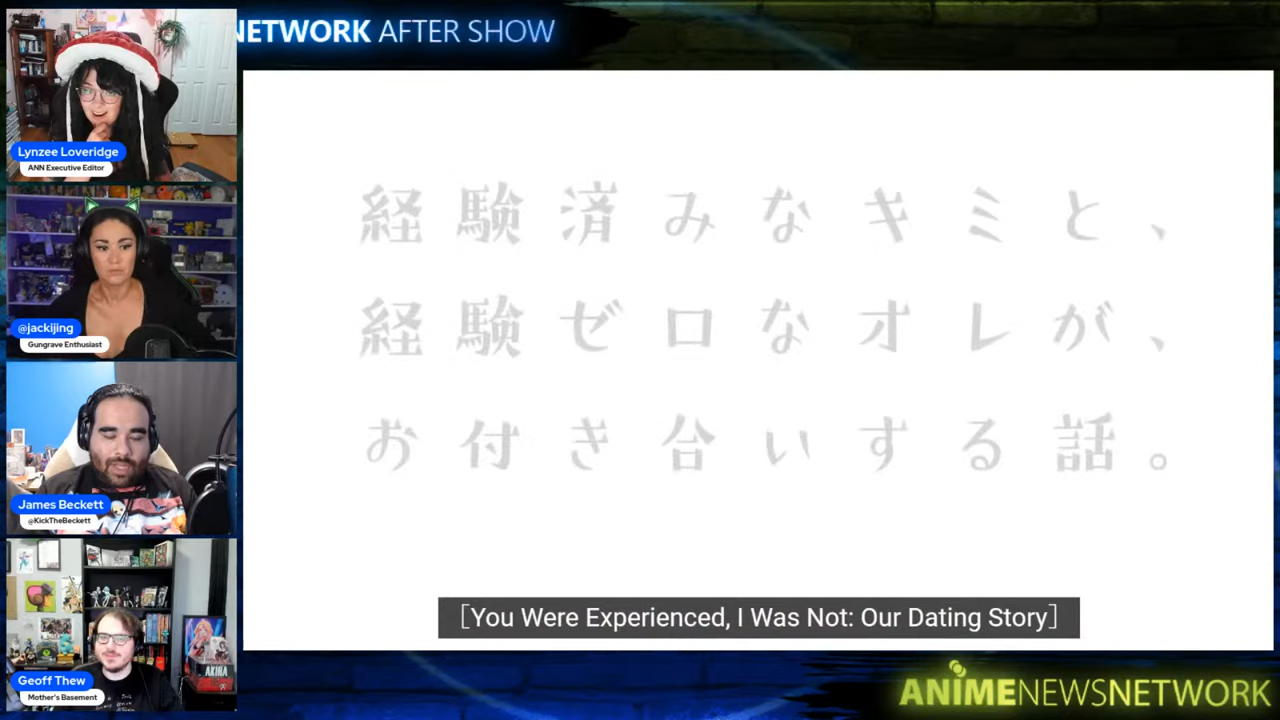 NETWORK AFTER SHOW
Lynzee Loveridge
ANN Executive Editor
@jackijing
Gungrave Enthusiast
James Beckett
@KickTheBeckett
AKIRA
Geoff Thew
Mother's Basement
経験済みなキミと、
経験ゼロなオレが、
お付き合いする話。
[You Were Experienced, I Was Not: Our Dating Story]
ANIMENEWSNETWORK